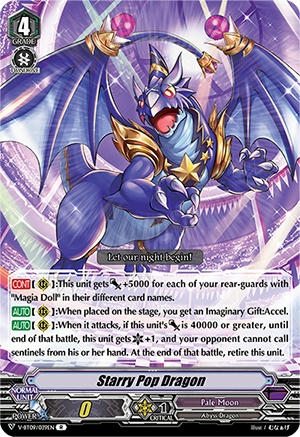 4
GRADE
Let our night begin!
CONT [ ]:This unit gets +5000 for each of your rear-guards with
"Magia Doll" in their different card names.
AUTO [ ]:When placed on the stage, you get an Imaginary Gift:Accel.
AUTO [ ]:When it attacks, if this unit's is 40000 or greater, until
end of that battle, this unit gets +1, and your opponent cannot call
sentinels from his or her hand. At the end of that battle, retire this unit.
Starry Pop Dragon
NORMAL
UNIT
POWER
0
1
CRITICAL
Pale Moon
Abyss Dragon
V-BT09/039EN R
Illust /